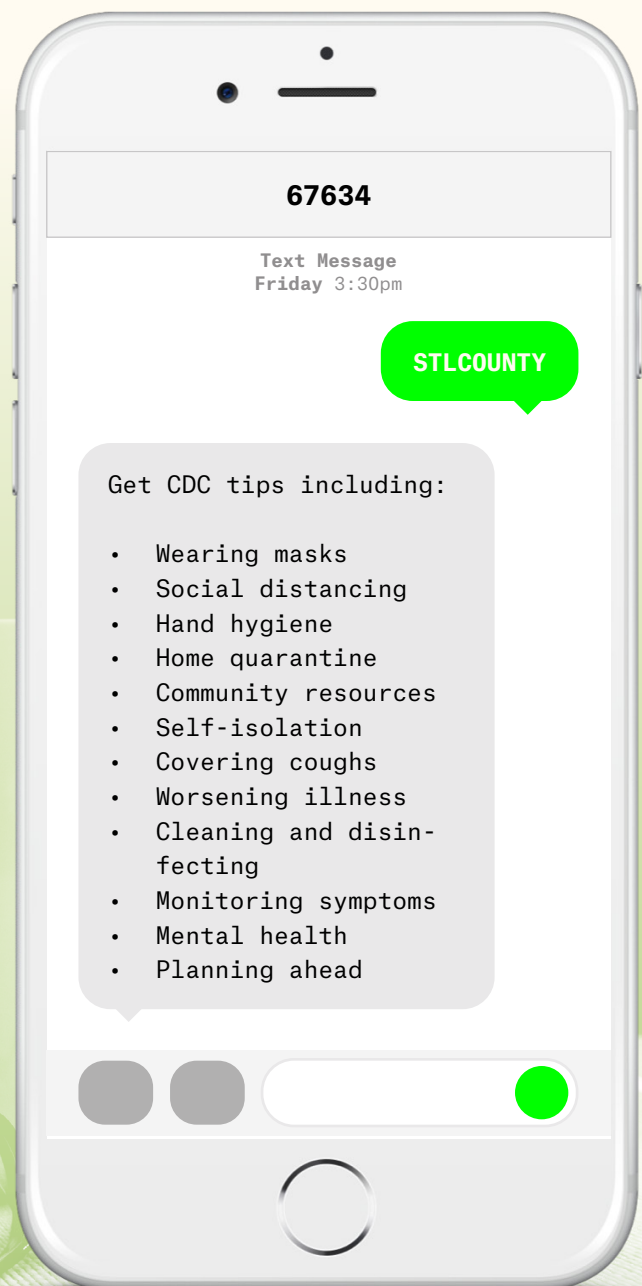 67634
Text Message
Friday 3:30pm
STLCOUNTY
Get CDC tips including:
• Wearing masks
• Social distancing
• Hand hygiene
• Home quarantine
• Community resources
• Self-isolation
• Covering coughs
• Worsening illness
• Cleaning and disin-
fecting
• Monitoring symptoms
• Mental health
• Planning ahead